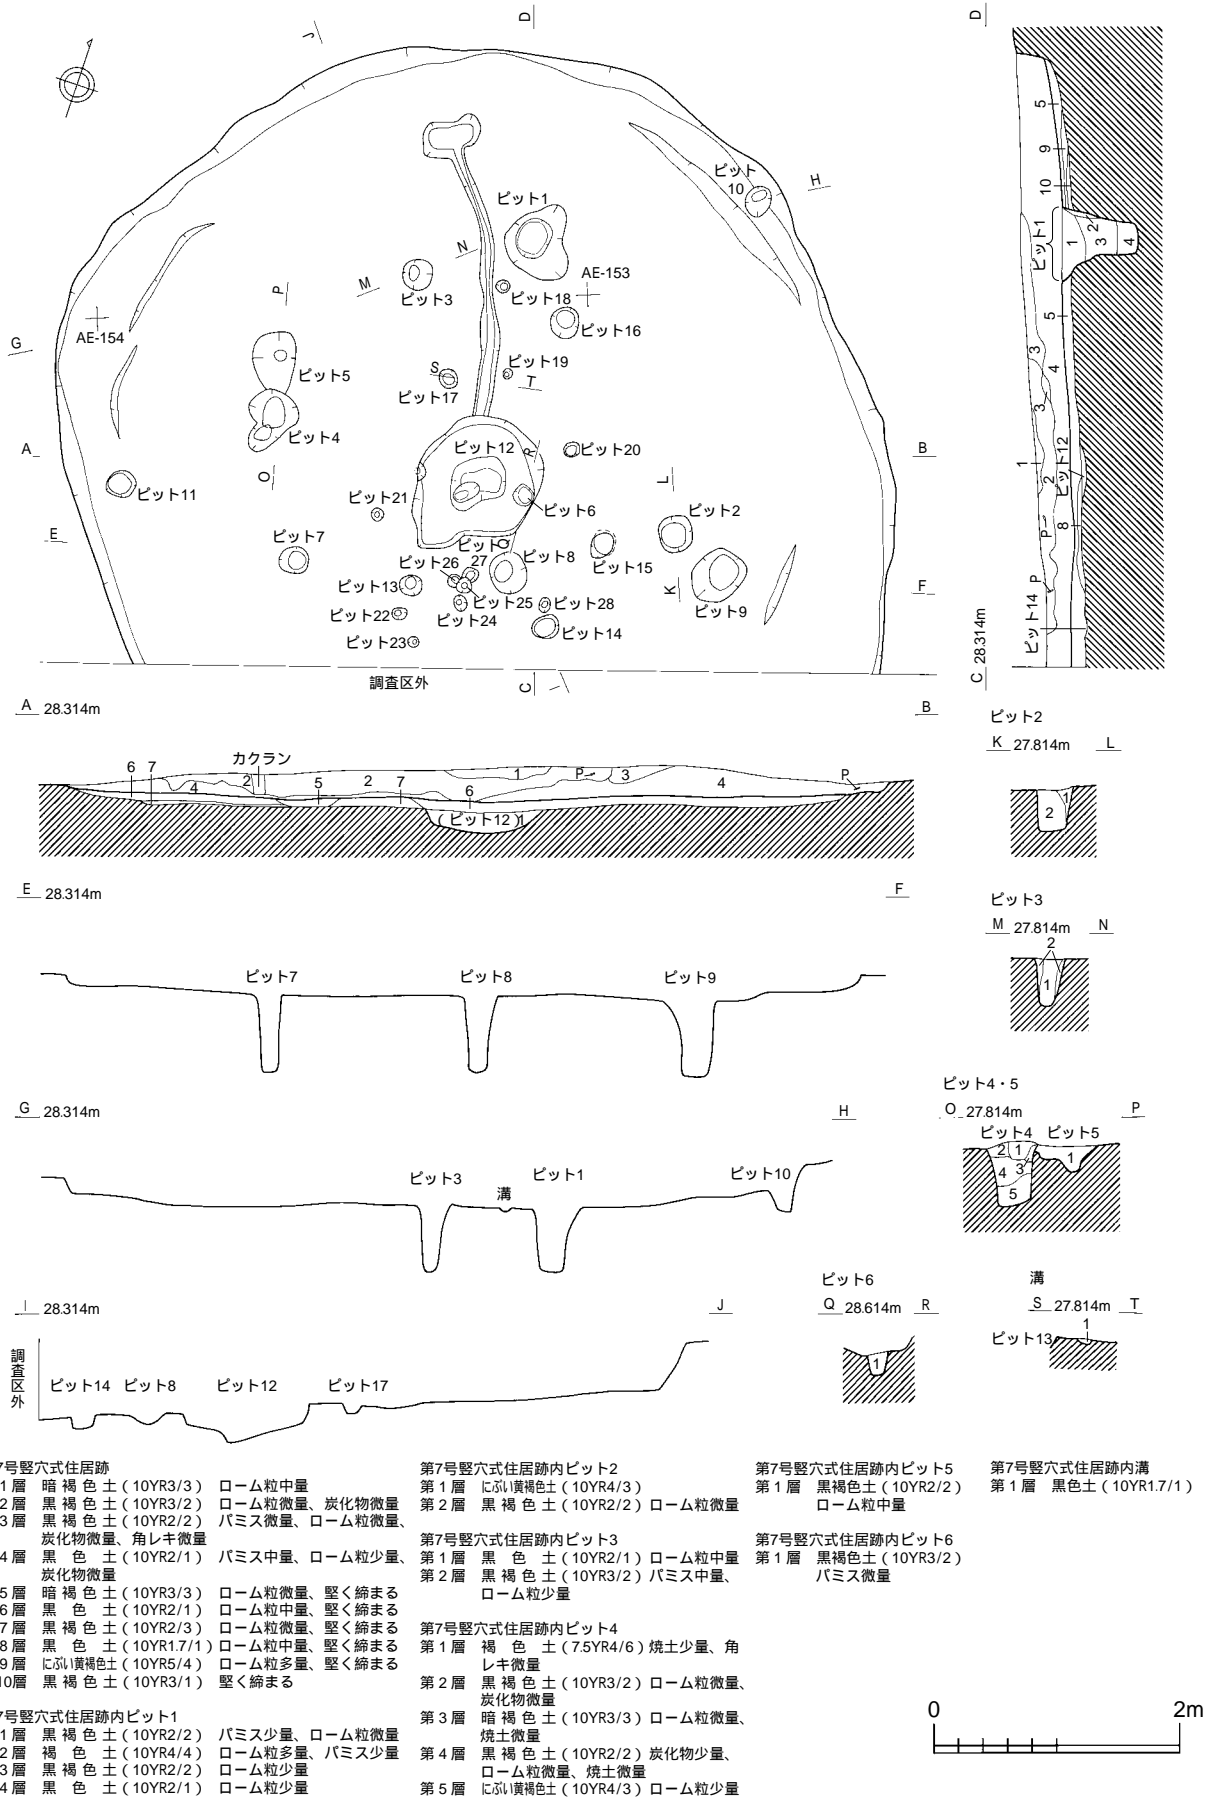 D
D
J
H
N
M
P
G
S
T
A
B
R
O
L
E
K
F
Q
C
I
ピット1
ピット
10
ピット3
AE-153
ピット18
ピット16
AE-154
ピット5
ピット19
ピット17
ピット4
ピット12
ピット20
ピット11
ピット21
ピット6
ピット2
ピット7
ピット
ピット26
27
ピット8
ピット15
ピット13
ピット25
ピット28
ピット9
ピット22
ピット24
ピット14
ピット23
調査区外
5
9
10
ピット1
1
2
3
4
5
3
4
3
1
2
ピット12
P
8
P
ピット14
C 28.314m
A 28.314m
B
カクラン
6 7
4
2
5
2
7
1
P
3
6
4
P
(ピット12)1
E 28.314m
F
ピット7
ピット8
ピット9
G 28.314m
H
ピット3
溝
ピット1
ピット10
I 28.314m
J
調査区外
ピット14
ピット8
ピット12
ピット17
ピット2
K 27.814m L
1
2
ピット3
M 27.814m N
2
1
ピット4・5
O 27.814m P
ピット4 ピット5
2 1
1
4 3
5
ピット6
Q 28.614m R
1
溝
S 27.814m T
1
ピット13
7号竪穴式住居跡
1層 暗褐色土(10YR3/3) ローム粒中量
2層 黒褐色土(10YR3/2) ローム粒微量、炭化物微量
3層 黒褐色土(10YR2/2) パミス微量、ローム粒微量、
炭化物微量、角レキ微量
4層 黒色土(10YR2/1) パミス中量、ローム粒少量、
炭化物微量
5層 暗褐色土(10YR3/3) ローム粒微量、堅く締まる
6層 黒色土(10YR2/1) ローム粒中量、堅く締まる
7層 黒褐色土(10YR2/3) ローム粒微量、堅く締まる
8層 黒色土(10YR1.7/1) ローム粒中量、堅く締まる
9層 にぶい黄褐色土(10YR5/4) ローム粒多量、堅く締まる
10層 黒褐色土(10YR3/1) 堅く締まる
7号竪穴式住居跡内ピット1
1層 黒褐色土(10YR2/2) パミス少量、ローム粒微量
2層 褐色土(10YR4/4) ローム粒多量、パミス少量
3層 黒褐色土(10YR2/2) ローム粒少量
4層 黒色土(10YR2/1) ローム粒少量
第7号竪穴式住居跡内ピット2
第1層 にぶい黄褐色土(10YR4/3)
第2層 黒褐色土(10YR2/2) ローム粒微量
第7号竪穴式住居跡内ピット3
第1層 黒色土(10YR2/1) ローム粒中量
第2層 黒褐色土(10YR3/2) パミス中量、
ローム粒少量
第7号竪穴式住居跡内ピット4
第1層 褐色土(7.5YR4/6) 焼土少量、角
レキ微量
第2層 黒褐色土(10YR3/2) ローム粒微量、
炭化物微量
第3層 暗褐色土(10YR3/3) ローム粒微量、
焼土微量
第4層 黒褐色土(10YR2/2) 炭化物少量、
ローム粒微量、焼土微量
第5層 にぶい黄褐色土(10YR4/3) ローム粒少量
第7号竪穴式住居跡内ピット5
第1層 黒褐色土(10YR2/2)
ローム粒中量
第7号竪穴式住居跡内ピット6
第1層 黒褐色土(10YR3/2)
パミス微量
第7号竪穴式住居跡内溝
第1層 黒色土(10YR1.7/1)
0 2m